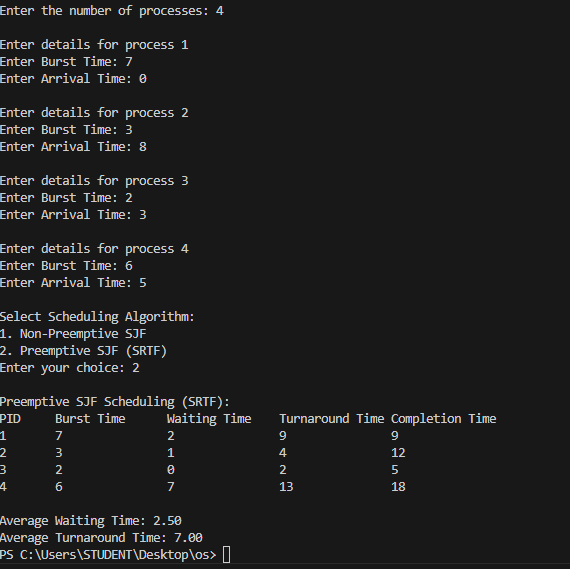 Enter the number of processes: 4
Enter details for process 1
Enter Burst Time: 7
Enter Arrival Time: 0
Enter details for process 2
Enter Burst Time: 3
Enter Arrival Time: 8
Enter details for process 3
Enter Burst Time: 2
Enter Arrival Time: 3
Enter details for process 4
Enter Burst Time: 6
Enter Arrival Time: 5
Select Scheduling Algorithm:
1. Non-Preemptive SJF
2. Preemptive SJF (SRTF)
Enter your choice: 2
Preemptive SJF Scheduling (SRTF):
PID Burst Time Waiting Time Turnaround Time Completion Time
1 7 2 9 9
2 3 1 4 12
3 2 0 2 5
4 6 7 13 18
Average Waiting Time: 2.50
Average Turnaround Time: 7.00
PS C:\Users\STUDENT\Desktop\os>